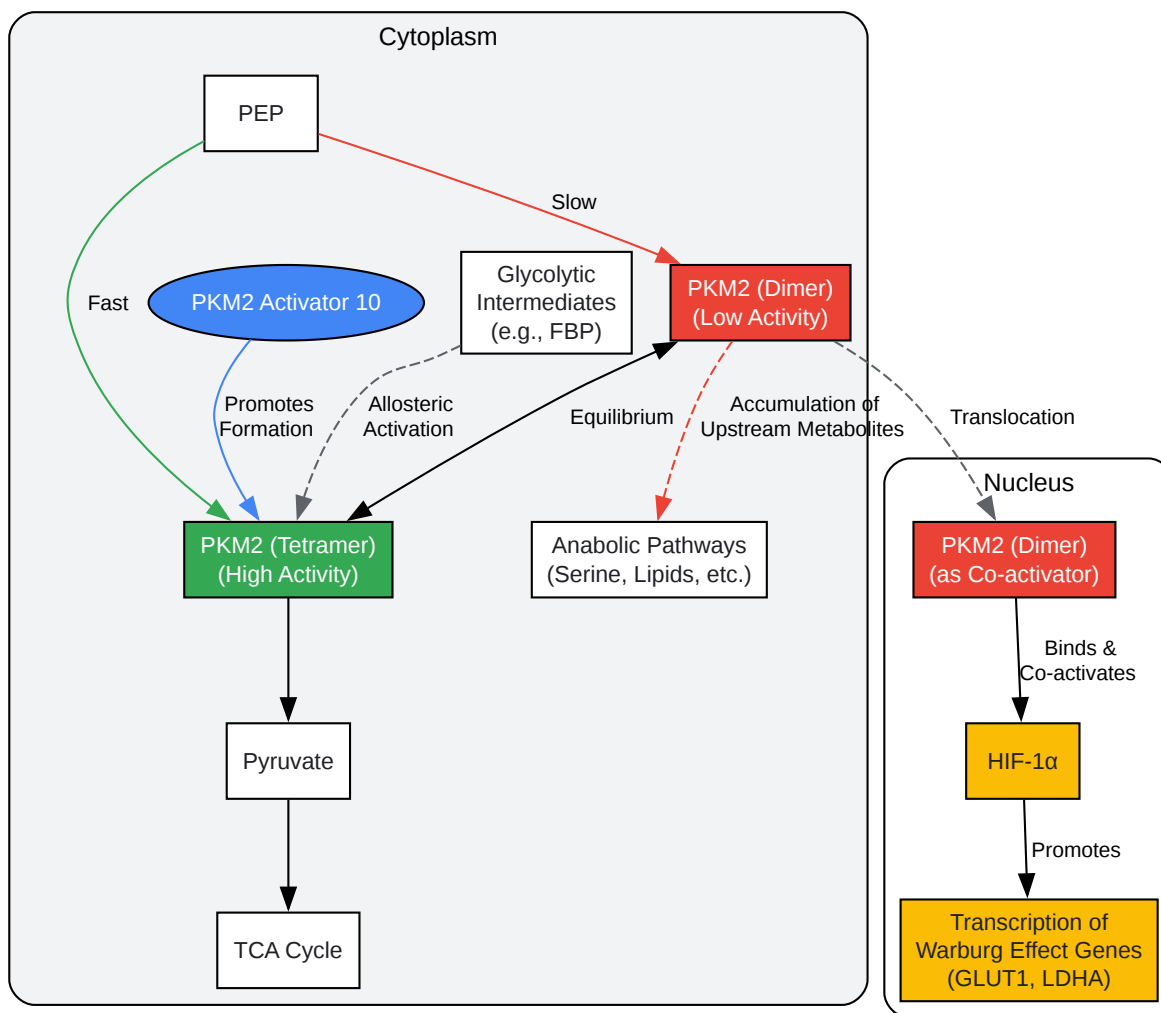 Cytoplasm
PEP
Slow
Fast
PKM2 Activator 10
Glycolytic
Intermediates
(e.g., FBP)
PKM2 (Dimer)
(Low Activity)
Promotes
Formation
Allosteric
Activation
Equilibrium
Accumulation of
Upstream Metabolites
Translocation
PKM2 (Tetramer)
(High Activity)
Anabolic Pathways
(Serine, Lipids, etc.)
Pyruvate
TCA Cycle
Nucleus
PKM2 (Dimer)
(as Co-activator)
Binds &
Co-activates
HIF-1α
Promotes
Transcription of
Warburg Effect Genes
(GLUT1, LDHA)